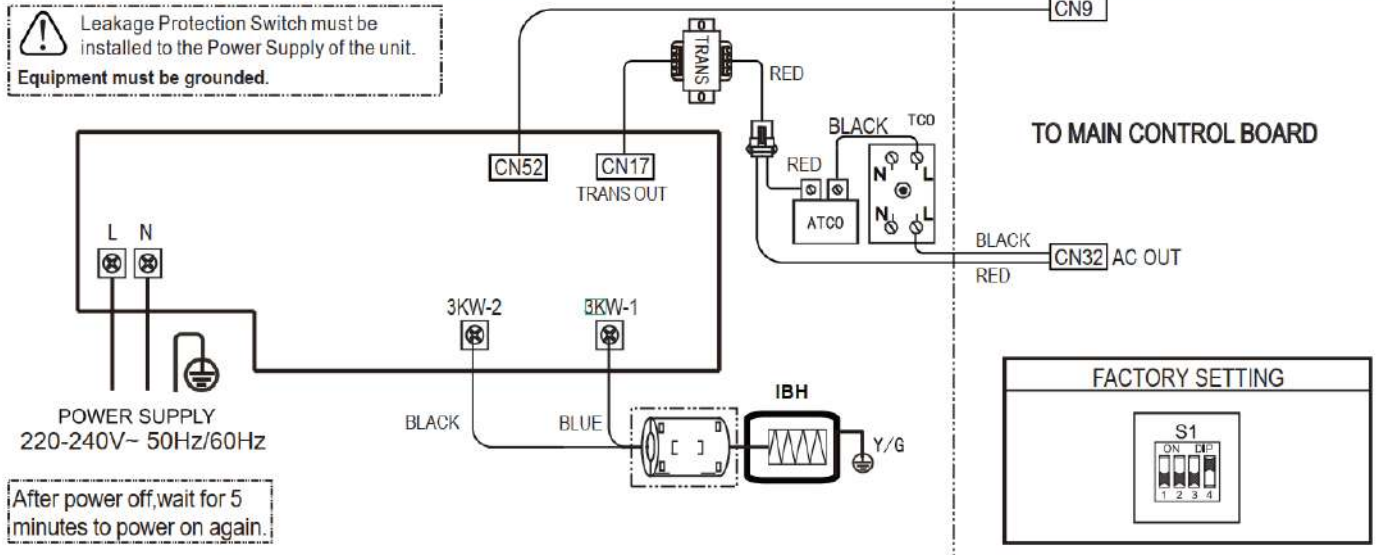 Leakage Protection Switch must be
installed to the Power Supply of the unit.
Equipment must be grounded.
CN9
TRANS
RED
BLACK
TCO
TO MAIN CONTROL BOARD
CN52
CN17
TRANS OUT
RED
N
L
ATCO
N
L
L N
BLACK
CN32 AC OUT
RED
3KW-2
3KW-1
FACTORY SETTING
IBH
POWER SUPPLY
220-240V~ 50Hz/60Hz
BLACK
BLUE
Y/G
S1
ON DIP
1 2 3 4
After power off,wait for 5
minutes to power on again.